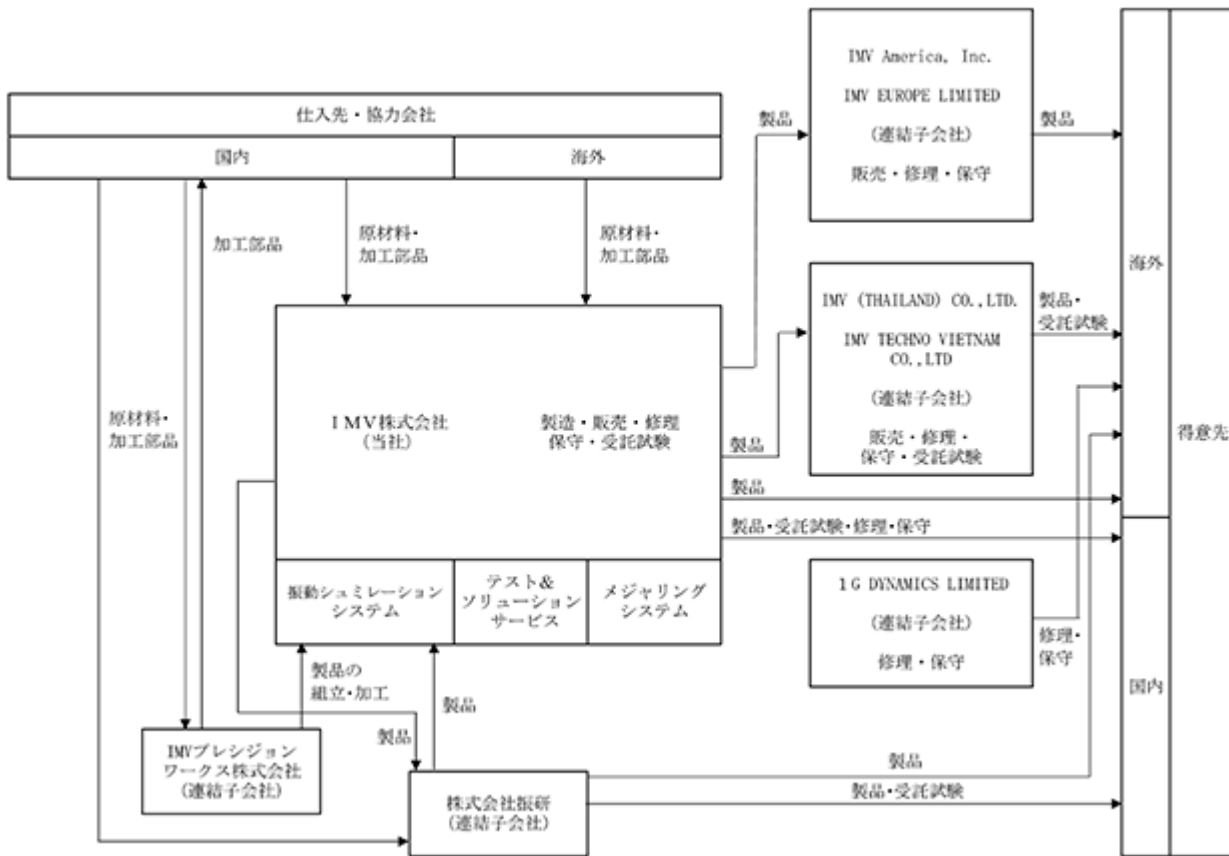 仕入先・協力会社
国内
海外
加工部品
原材料・
加工部品
原材料・
加工部品
原材料・
加工部品
IMV America, Inc.
IMV EUROPE LIMITED
(連結子会社)
販売・修理・保守
製品
製品
IMV (THAILAND) CO.,LTD.
IMV TECHNO VIETNAM
CO.,LTD
(連結子会社)
販売・修理・
保守・受託試験
製品・
受託試験
製品
IMV株式会社
(当社)
製造・販売・修理
保守・受託試験
製品
製品・受託試験・修理・保守
振動シュミレーション
システム
テスト&
ソリューション
サービス
メジャリング
システム
1G DYNAMICS LIMITED
(連結子会社)
修理・保守
修理・
保守
製品の
組立・加工
製品
製品
IMVプレシジョン
ワークス株式会社
(連結子会社)
株式会社振研
(連結子会社)
製品
製品・受託試験
海外
国内
得意先